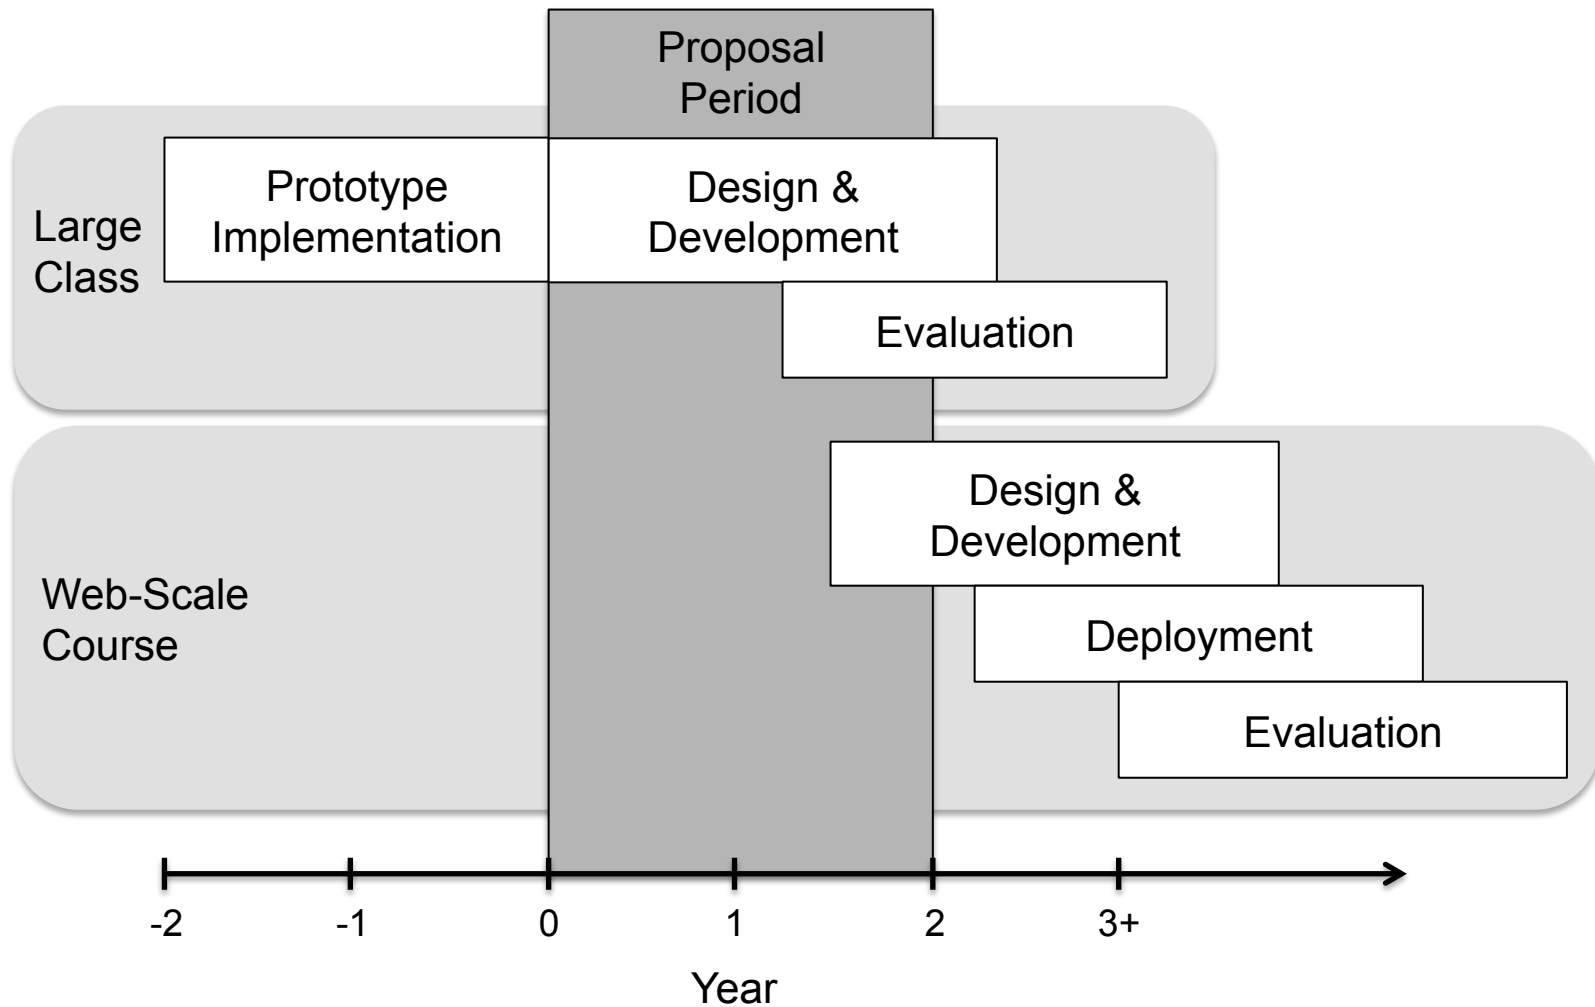 Proposal
Period
Large
Class
Prototype
Implementation
Design &
Development
Evaluation
Web-Scale
Course
Design &
Development
Deployment
Evaluation
-2 -1 0 1 2 3+
Year